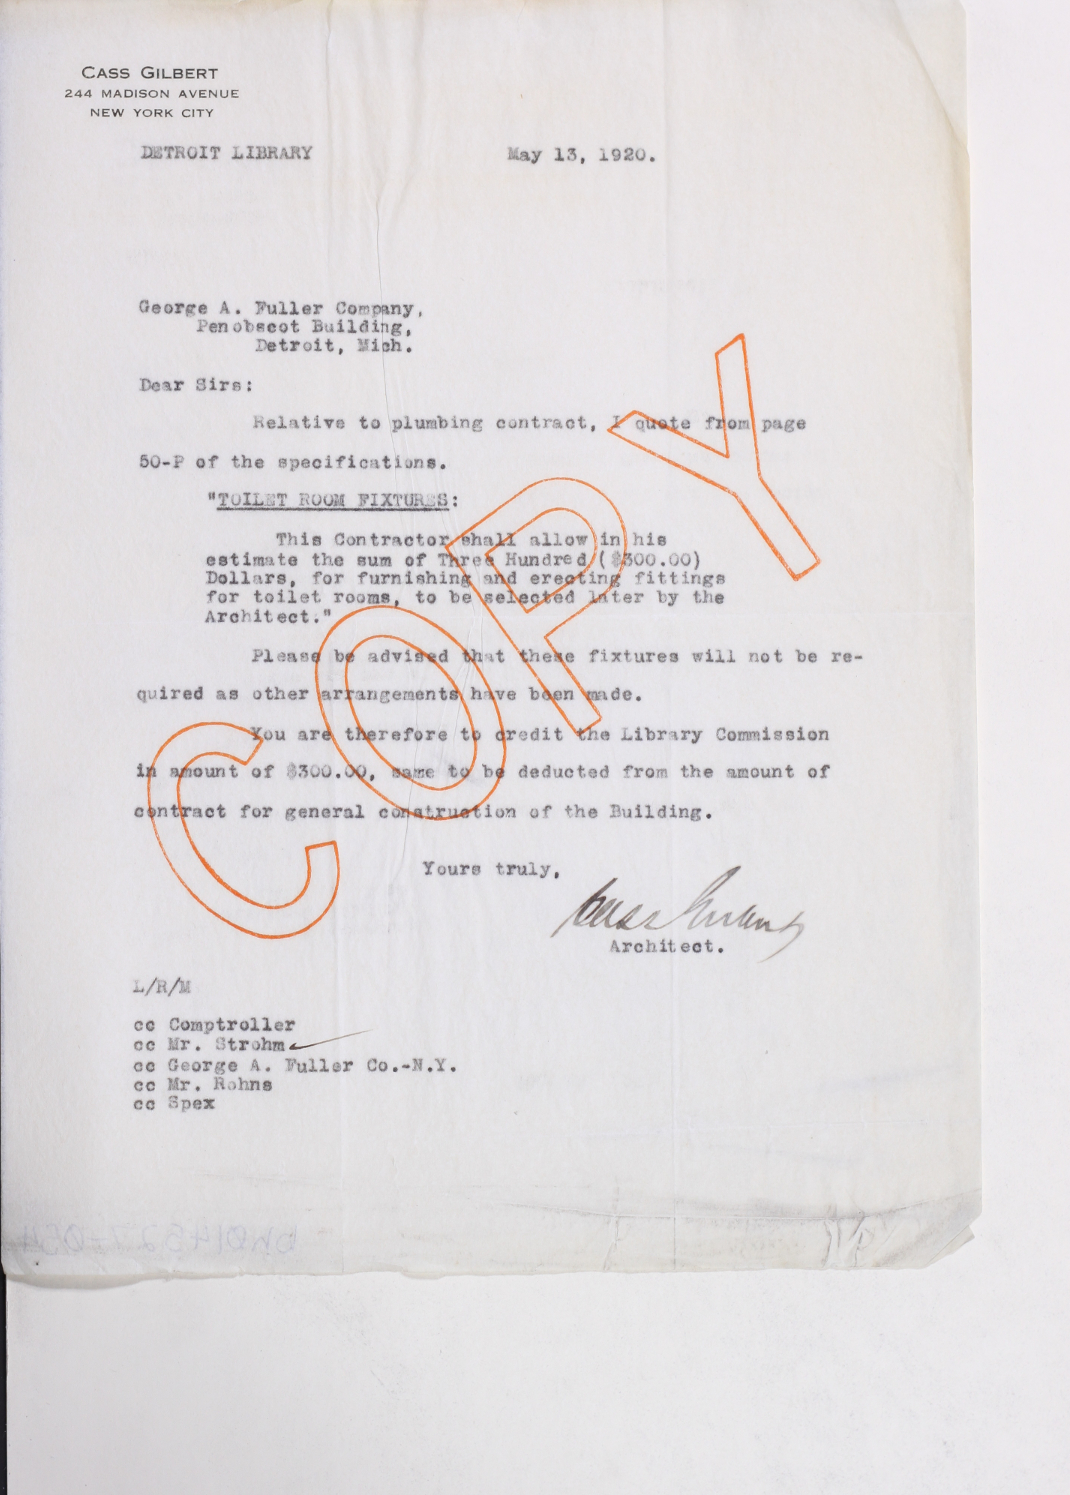 CASS GILBERT
244 MADISON AVENUE
NEW YORK CITY
DETROIT LIBRARY May 13, 1920.
George A. Fuller Company,
Penobscot Building,
Detroit, Mich.
Dear Sirs:
Relative to plumbing contract, I quote from page
50-P of the specifications.
"TOILET ROOM FIXTURES:
This Contractor shall allow in his
estimate the sum of Three Hundred ($300.00)
Dollars, for furnishing and erecting fittings
for toilet rooms, to be selected later by the
Architect."
Please be advised that these fixtures will not be re-
quired as other arrangements have been made.
You are therefore to credit the Library Commission
in amount of $300.00, same to be deducted from the amount of
contract for general construction of the Building.
Yours truly,
Cass Gilbert
Architect.
L/R/M
cc Comptroller
cc Mr. Strohm
cc George A. Fuller Co.-N.Y.
cc Mr. Rohns
cc Spex
COPY